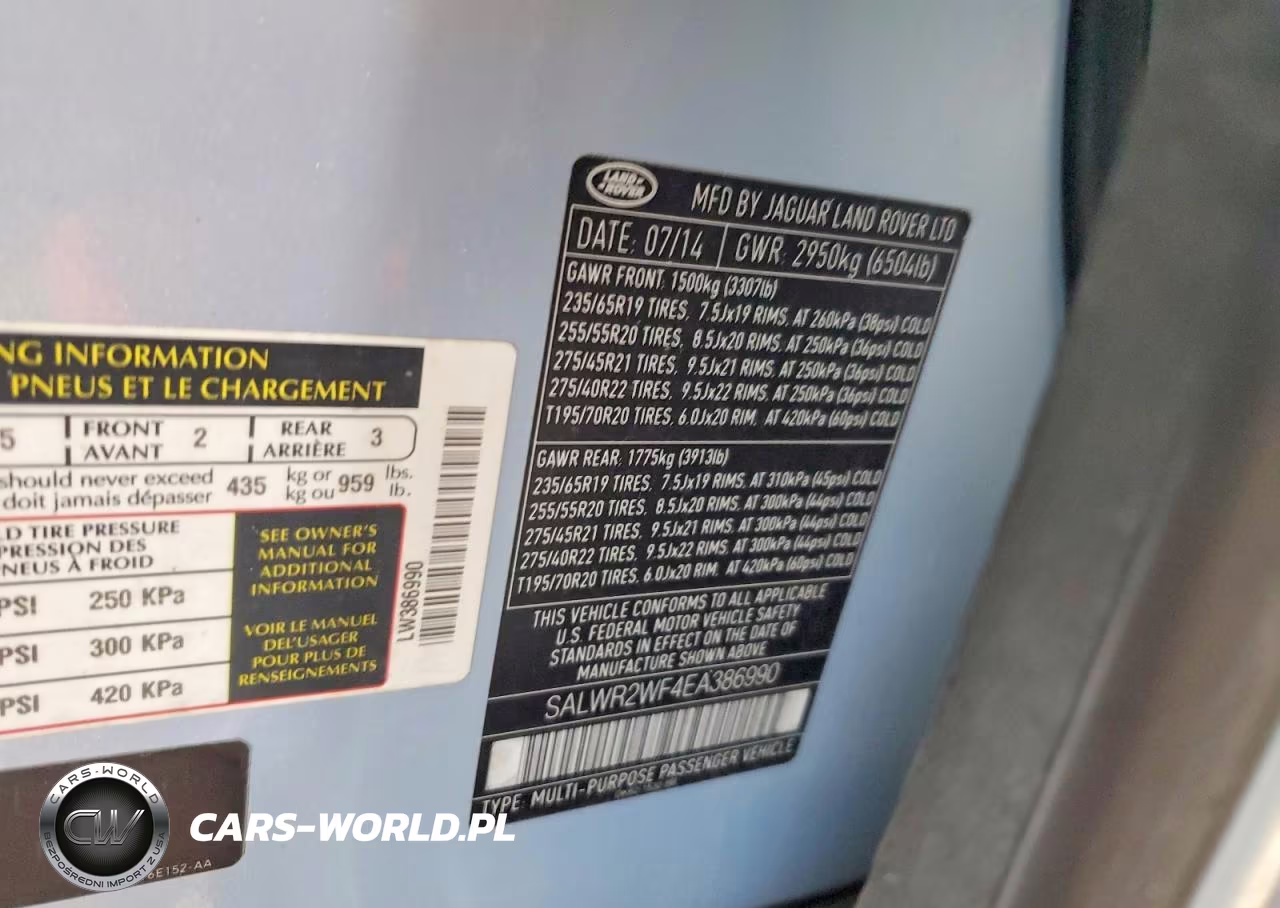 NG INFORMATION
PNEUS ET LE CHARGEMENT
5 FRONT AVANT 2 REAR ARRIÈRE 3
should never exceed 435 kg or 959 lbs.
doit jamais dépasser kg ou lb.
LD TIRE PRESSURE
PRESSION DES
NEUS À FROID
PSI 250 KPa
PSI 300 KPa
PSI 420 KPa
SEE OWNER'S
MANUAL FOR
ADDITIONAL
INFORMATION
VOIR LE MANUEL
DEL'USAGER
POUR PLUS DE
RENSEIGNEMENTS
LW386990
LAND
ROVER
MFD BY JAGUAR LAND ROVER LTD
DATE: 07/14 GWR: 2950kg (6504lb)
GAWR FRONT: 1500kg (3307lb)
235/65R19 TIRES, 7.5Jx19 RIMS, AT 260kPa (38psi) COLD
255/55R20 TIRES, 8.5Jx20 RIMS, AT 250kPa (36psi) COLD
275/45R21 TIRES, 9.5Jx21 RIMS, AT 250kPa (36psi) COLD
275/40R22 TIRES, 9.5Jx22 RIMS, AT 250kPa (36psi) COLD
T195/70R20 TIRES, 6.0Jx20 RIM, AT 420kPa (60psi) COLD
GAWR REAR: 1775kg (3913lb)
235/65R19 TIRES, 7.5Jx19 RIMS, AT 310kPa (45psi) COLD
255/55R20 TIRES, 8.5Jx20 RIMS, AT 300kPa (44psi) COLD
275/45R21 TIRES, 9.5Jx21 RIMS, AT 300kPa (44psi) COLD
275/40R22 TIRES, 9.5Jx22 RIMS, AT 300kPa (44psi) COLD
T195/70R20 TIRES, 6.0Jx20 RIM, AT 420kPa (60psi) COLD
THIS VEHICLE CONFORMS TO ALL APPLICABLE
U.S. FEDERAL MOTOR VEHICLE SAFETY
STANDARDS IN EFFECT ON THE DATE OF
MANUFACTURE SHOWN ABOVE
SALWR2WF4EA386990
TYPE: MULTI-PURPOSE PASSENGER VEHICLE
6E152-AA
CARS-WORLD
CW
BEZPOŚREDNI IMPORT Z USA
CARS-WORLD.PL